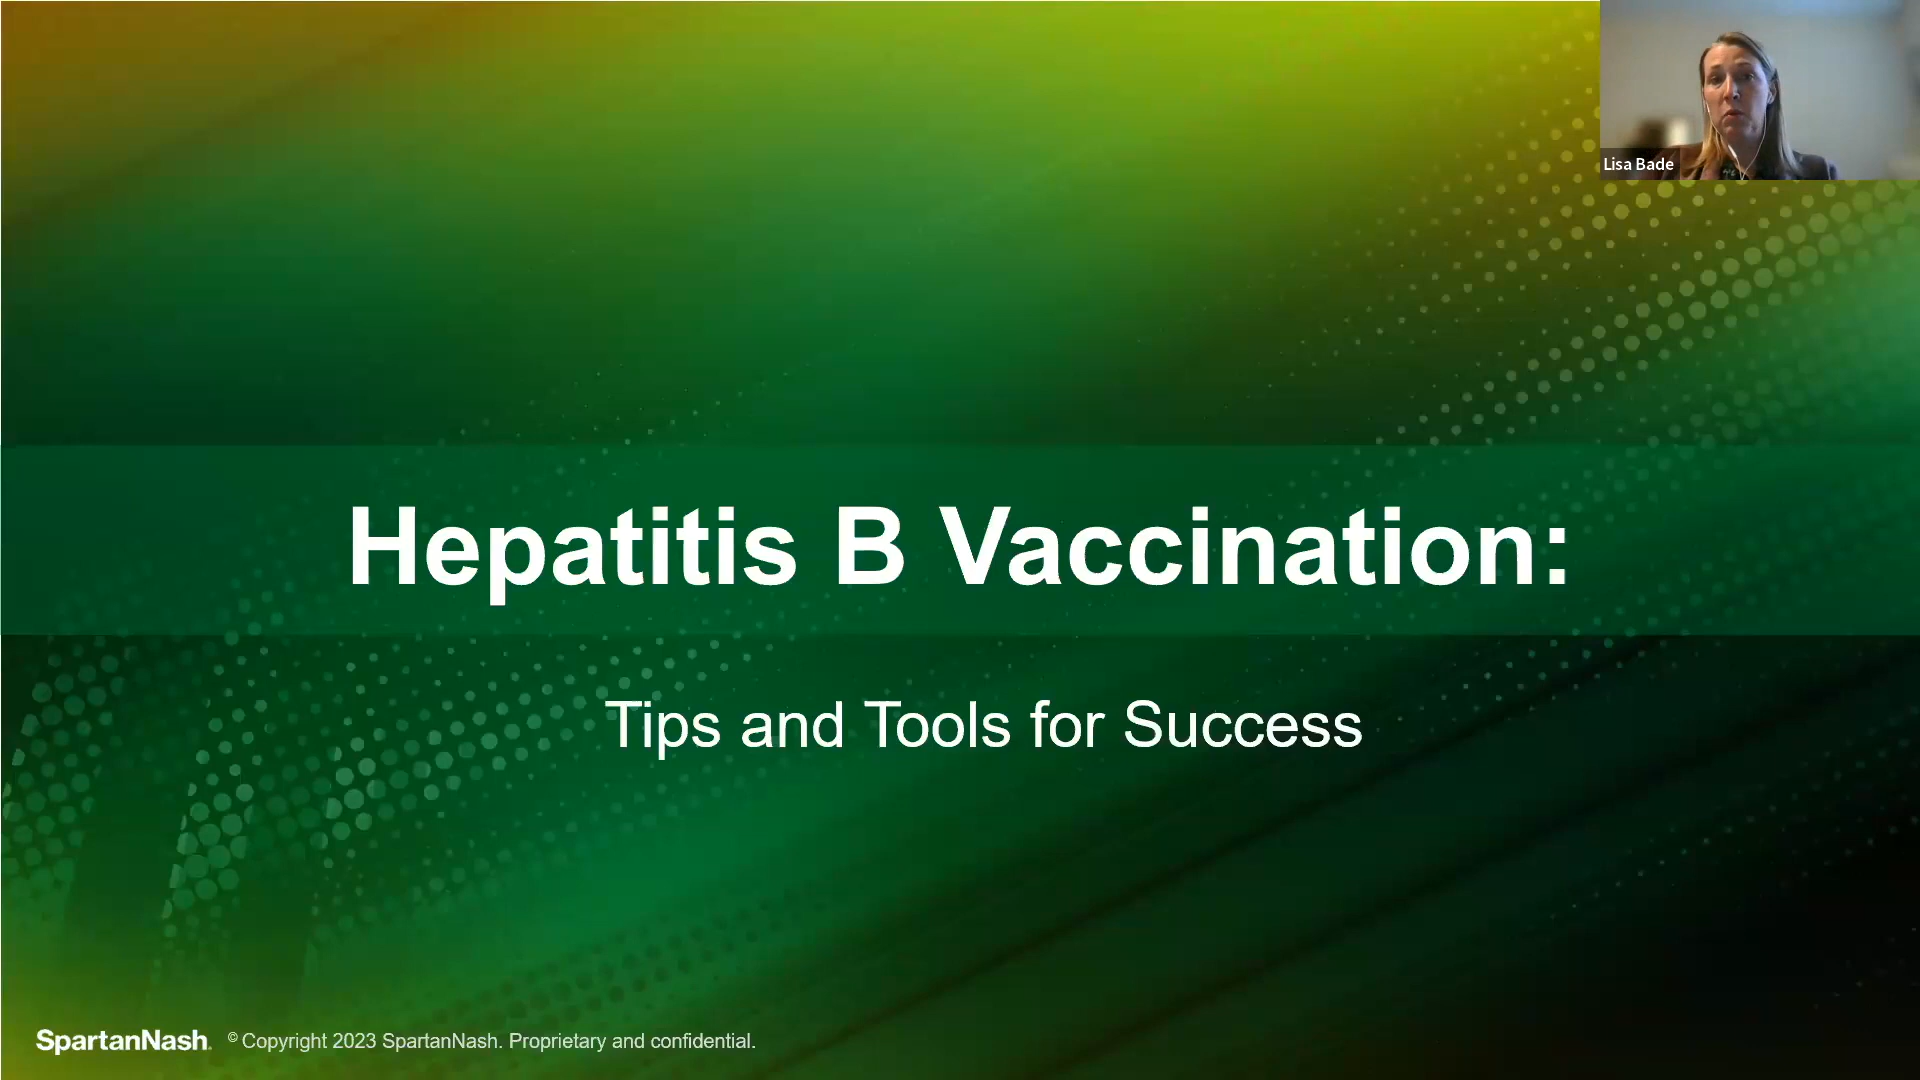 Lisa Bade
Hepatitis B Vaccination:
Tips and Tools for Success
SpartanNash. © Copyright 2023 SpartanNash. Proprietary and confidential.